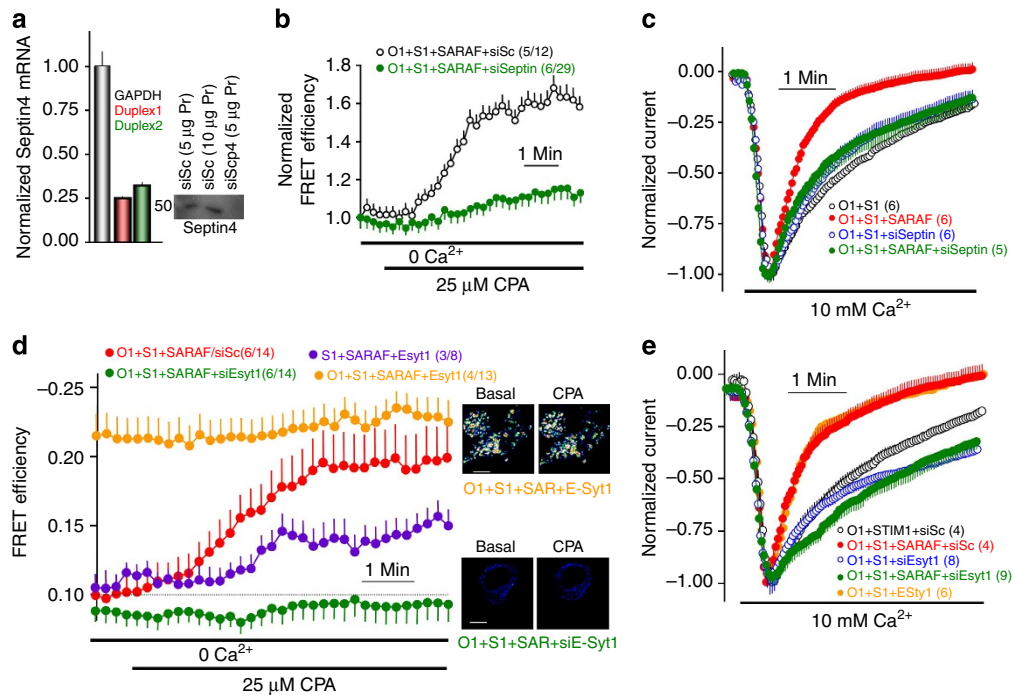 a
Normalized Septin4 mRNA
1.00
0.75
0.50
0.25
0.00
GAPDH
Duplex1
Duplex2
siSc (5 µg Pr)
siSc (10 µg Pr)
siScp4 (5 µg Pr)
50
Septin4
b
O1+S1+SARAF+siSc (5/12)
O1+S1+SARAF+siSeptin (6/29)
Normalized
FRET efficiency
1.8
1.6
1.4
1.2
1.0
1 Min
0 Ca²⁺
25 µM CPA
c
Normalized current
0.00
−0.25
−0.50
−0.75
−1.00
1 Min
O1+S1 (6)
O1+S1+SARAF (6)
O1+S1+siSeptin (6)
O1+S1+SARAF+siSeptin (5)
10 mM Ca²⁺
d
O1+S1+SARAF/siSc(6/14)
S1+SARAF+Esyt1 (3/8)
O1+S1+SARAF+siEsyt1(6/14)
O1+S1+SARAF+Esyt1(4/13)
FRET efficiency
−0.25
0.20
0.15
0.10
1 Min
0 Ca²⁺
25 µM CPA
Basal
CPA
O1+S1+SAR+E-Syt1
Basal
CPA
O1+S1+SAR+siE-Syt1
e
Normalized current
0.00
−0.25
−0.50
−0.75
−1.00
1 Min
O1+STIM1+siSc (4)
O1+S1+SARAF+siSc (4)
O1+S1+siEsyt1 (8)
O1+S1+SARAF+siEsyt1 (9)
O1+S1+ESty1 (6)
10 mM Ca²⁺